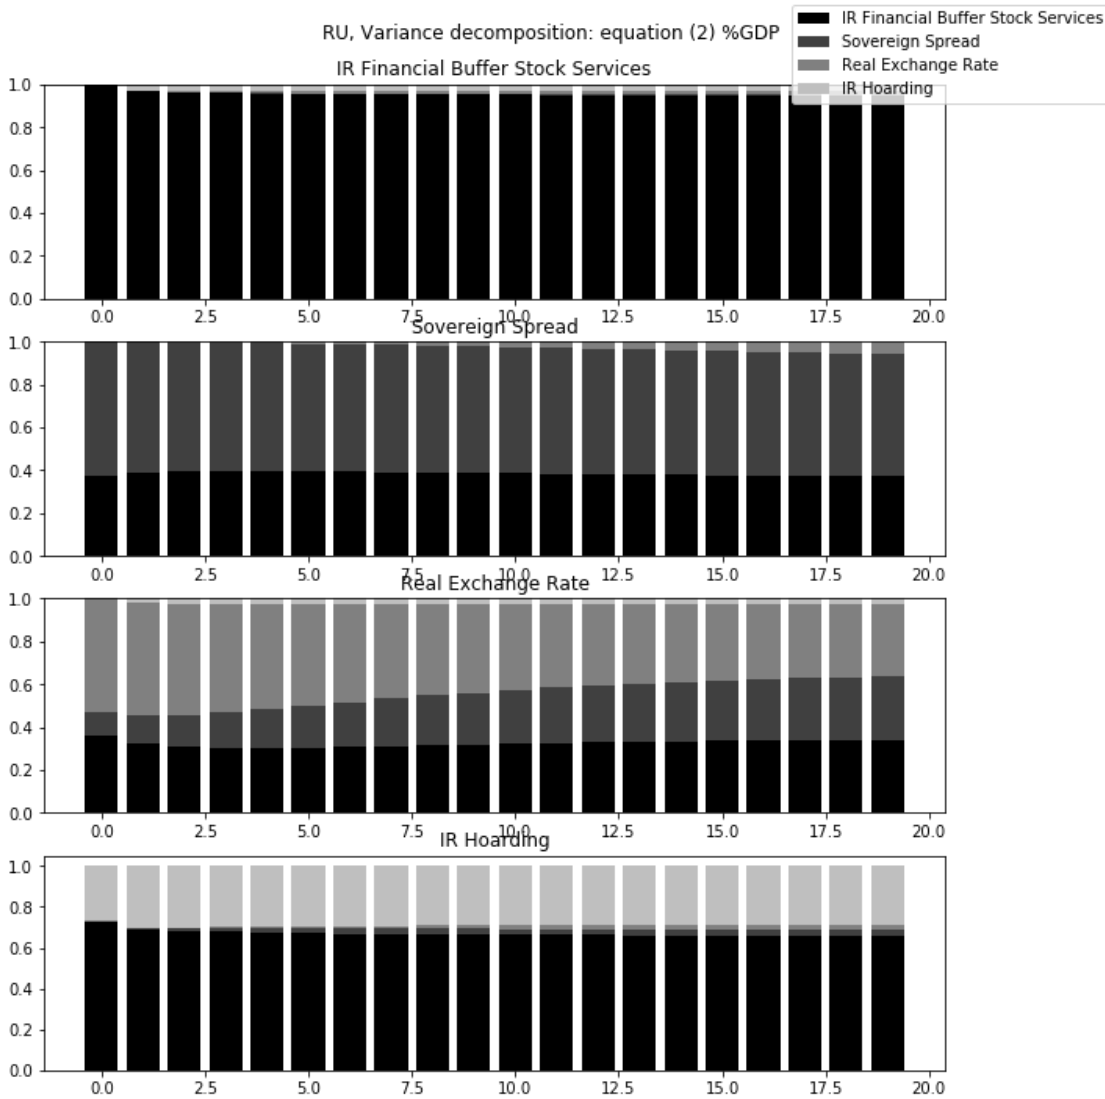 RU, Variance decomposition: equation (2) %GDP
IR Financial Buffer Stock Services
Sovereign Spread
Real Exchange Rate
IR Hoarding
IR Financial Buffer Stock Services
1.0
0.8
0.6
0.4
0.2
0.0
0.0 2.5 5.0 7.5 10.0 12.5 15.0 17.5 20.0
Sovereign Spread
1.0
0.8
0.6
0.4
0.2
0.0
0.0 2.5 5.0 7.5 10.0 12.5 15.0 17.5 20.0
Real Exchange Rate
1.0
0.8
0.6
0.4
0.2
0.0
0.0 2.5 5.0 7.5 10.0 12.5 15.0 17.5 20.0
IR Hoarding
1.0
0.8
0.6
0.4
0.2
0.0
0.0 2.5 5.0 7.5 10.0 12.5 15.0 17.5 20.0